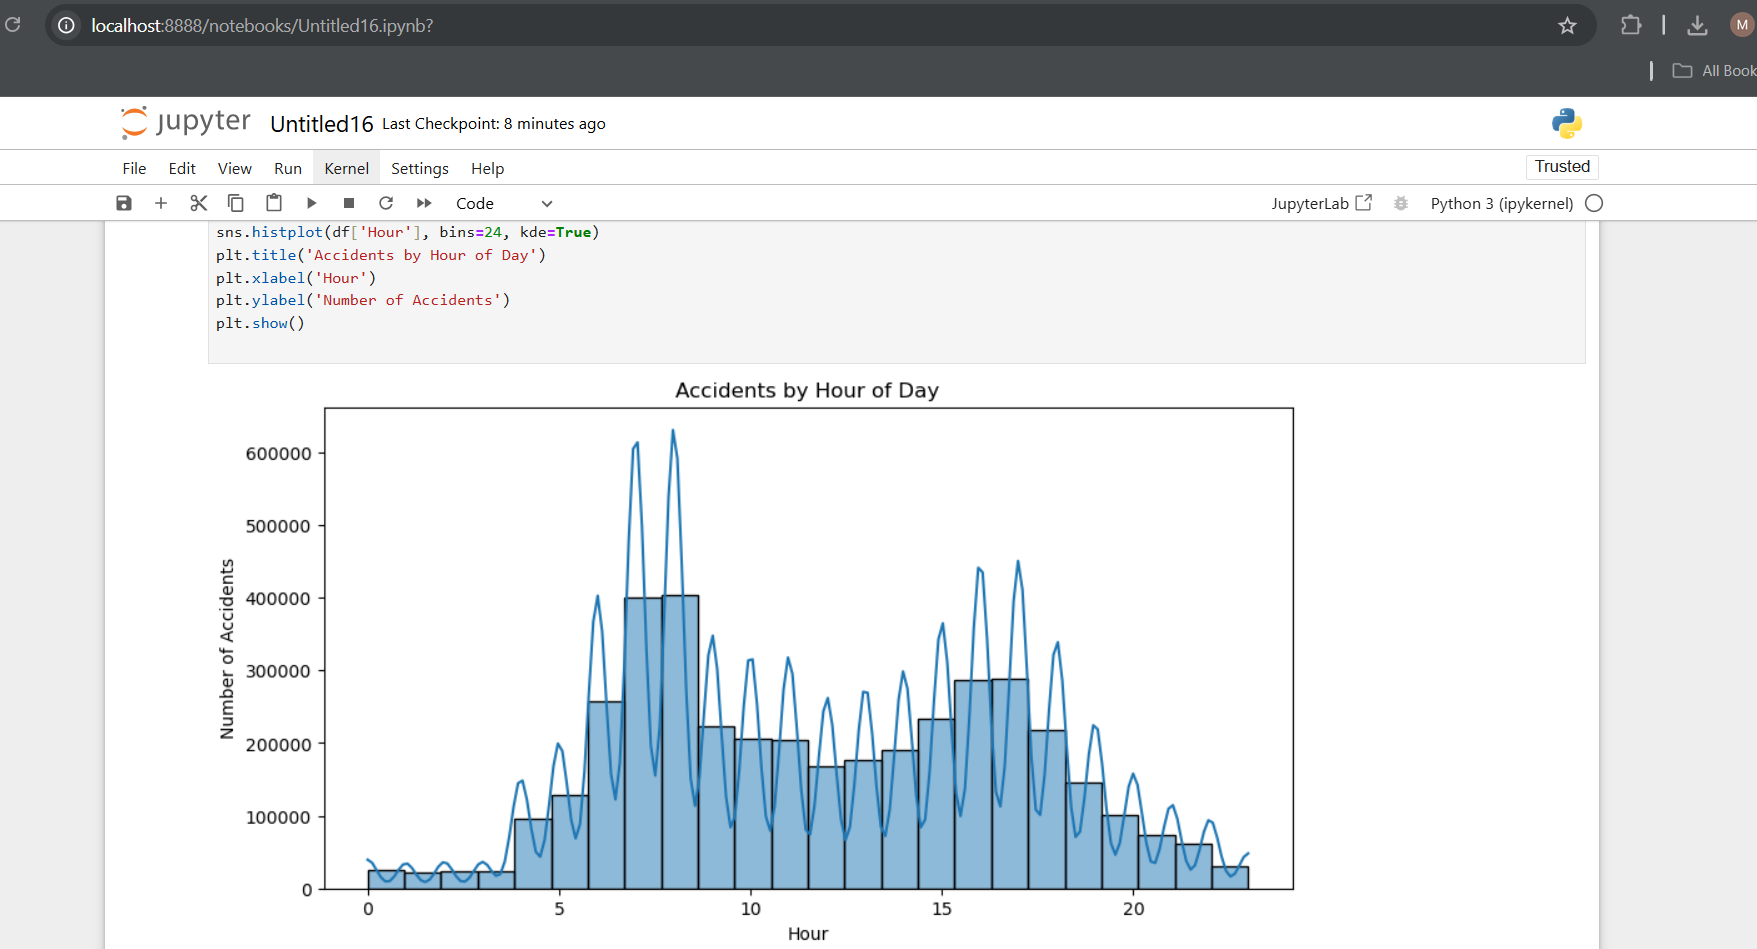 localhost:8888/notebooks/Untitled16.ipynb?
M
All Book
jupyter Untitled16 Last Checkpoint: 8 minutes ago
File Edit View Run Kernel Settings Help
Trusted
Code
JupyterLab
Python 3 (ipykernel)
sns.histplot(df['Hour'], bins=24, kde=True)
plt.title('Accidents by Hour of Day')
plt.xlabel('Hour')
plt.ylabel('Number of Accidents')
plt.show()
Accidents by Hour of Day
Number of Accidents
600000
500000
400000
300000
200000
100000
0
0 5 10 15 20
Hour